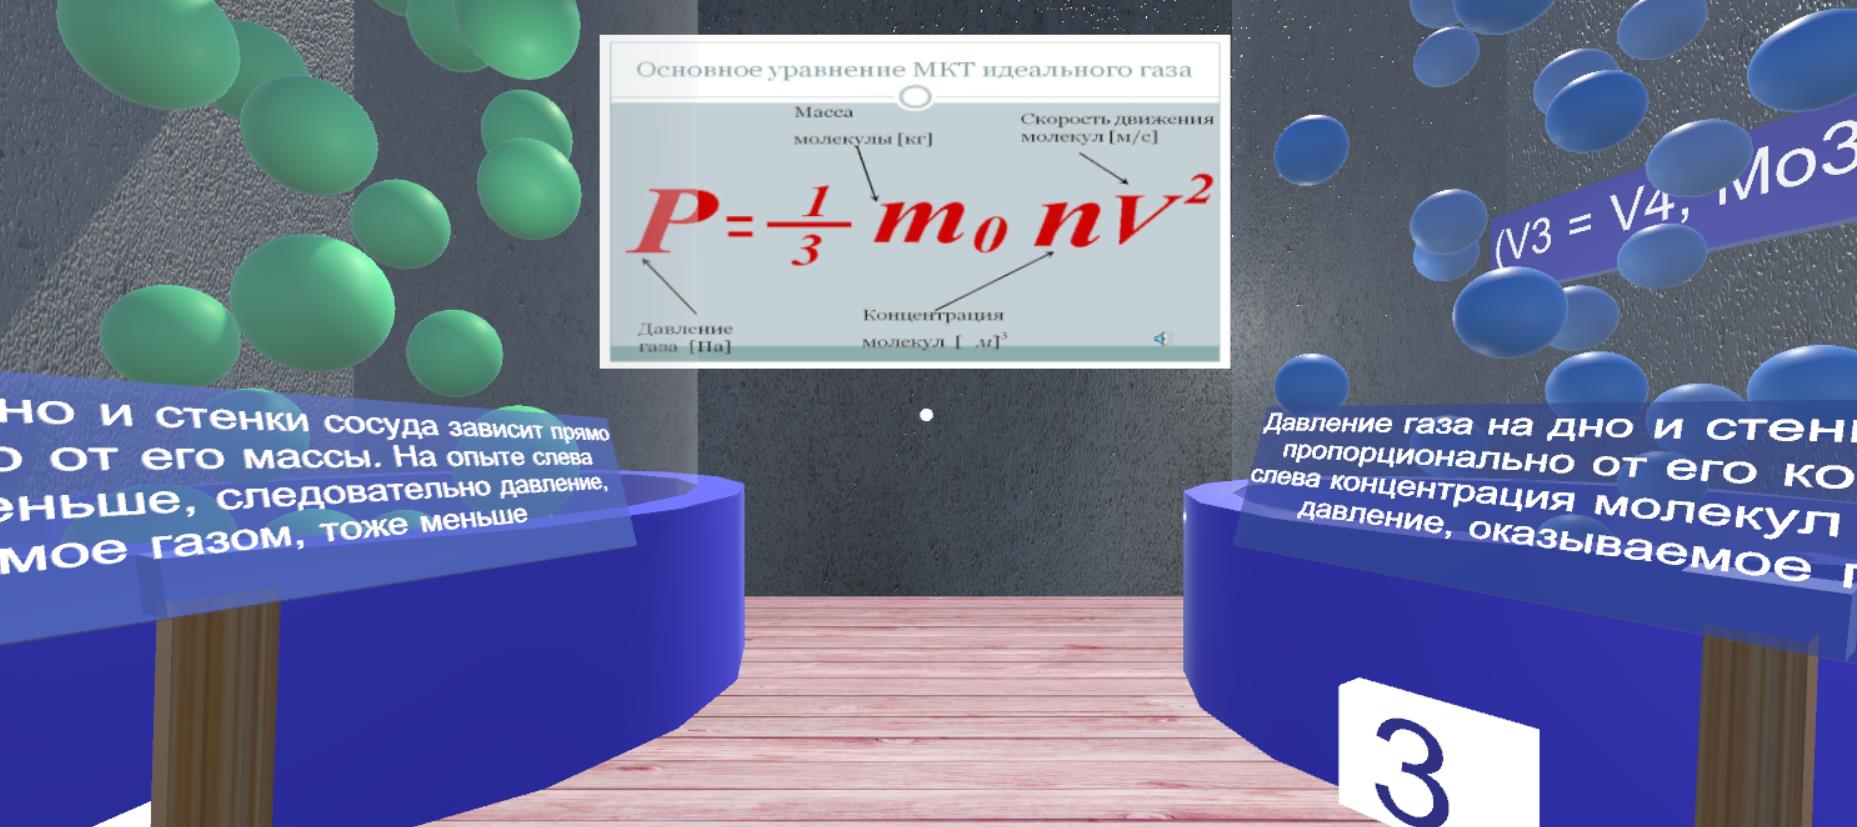 Основное уравнение МКТ идеального газа
Масса
молекулы [кг]
Скорость движения
молекул [м/с]
P = 1/3 m₀ n V²
Давление
газа [Па]
Концентрация
молекул [ м]³
(V3 = V4, Mo3
но и стенки сосуда зависит прямо
о от его массы. На опыте слева
еньше, следовательно давление,
мое газом, тоже меньше
Давление газа на дно и стен
пропорционально от его ко
слева концентрация молекул
давление, оказываемое г
3